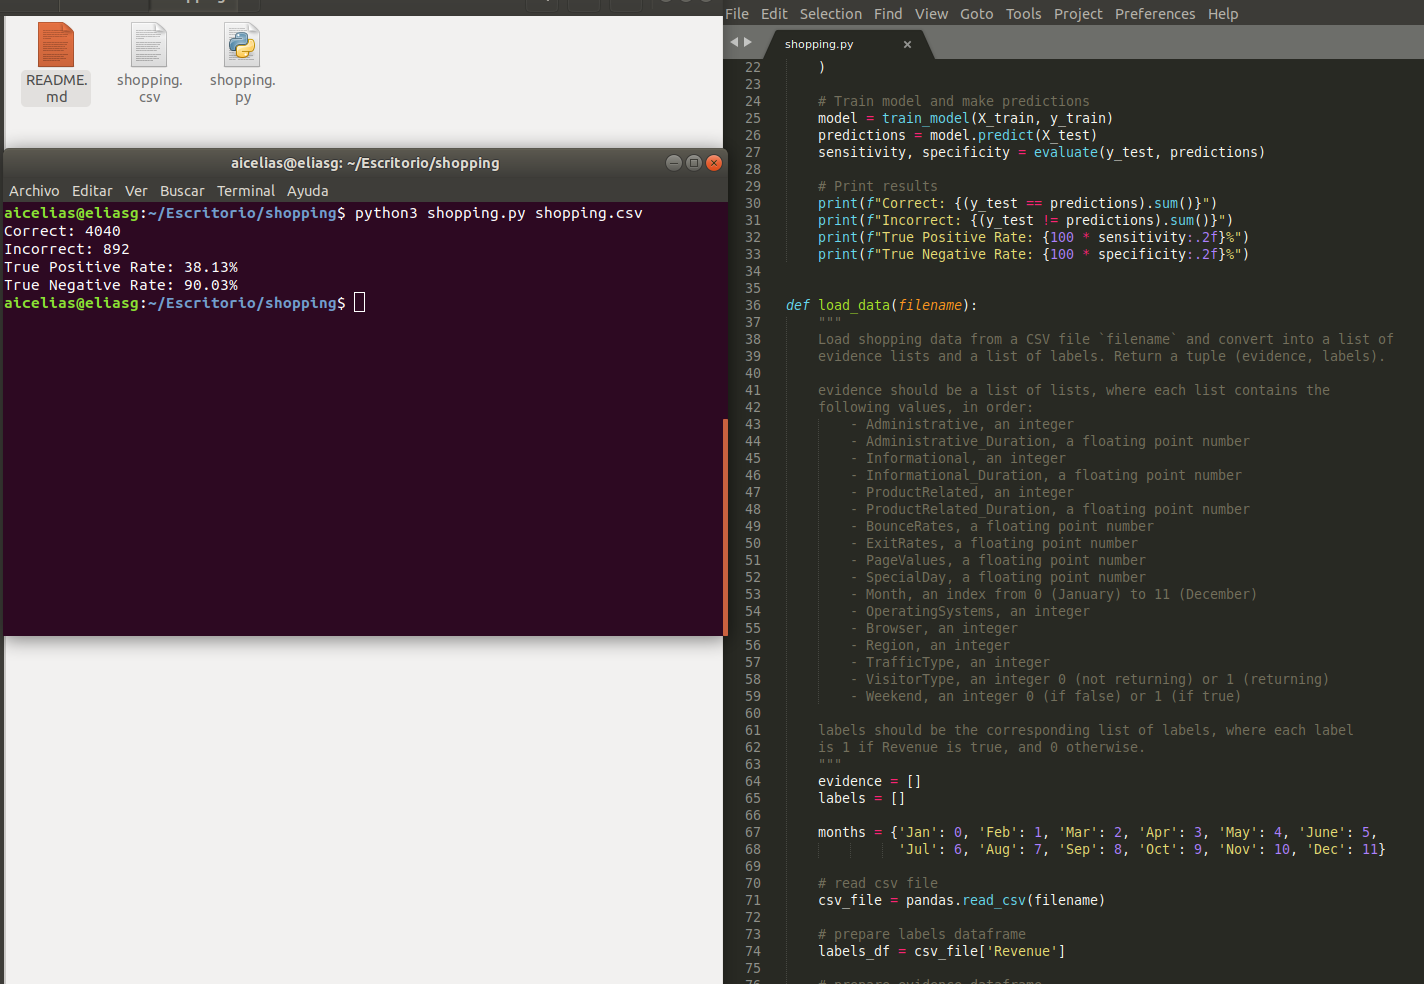 README.
md
shopping.
csv
shopping.
py
aicelias@eliasg: ~/Escritorio/shopping
Archivo Editar Ver Buscar Terminal Ayuda
aicelias@eliasg:~/Escritorio/shopping$ python3 shopping.py shopping.csv
Correct: 4040
Incorrect: 892
True Positive Rate: 38.13%
True Negative Rate: 90.03%
aicelias@eliasg:~/Escritorio/shopping$
File Edit Selection Find View Goto Tools Project Preferences Help
shopping.py ×
22 )
23
24 # Train model and make predictions
25 model = train_model(X_train, y_train)
26 predictions = model.predict(X_test)
27 sensitivity, specificity = evaluate(y_test, predictions)
28
29 # Print results
30 print(f"Correct: {(y_test == predictions).sum()}")
31 print(f"Incorrect: {(y_test != predictions).sum()}")
32 print(f"True Positive Rate: {100 * sensitivity:.2f}%")
33 print(f"True Negative Rate: {100 * specificity:.2f}%")
34
35
36 def load_data(filename):
37 """
38 Load shopping data from a CSV file `filename` and convert into a list of
39 evidence lists and a list of labels. Return a tuple (evidence, labels).
40
41 evidence should be a list of lists, where each list contains the
42 following values, in order:
43 - Administrative, an integer
44 - Administrative_Duration, a floating point number
45 - Informational, an integer
46 - Informational_Duration, a floating point number
47 - ProductRelated, an integer
48 - ProductRelated_Duration, a floating point number
49 - BounceRates, a floating point number
50 - ExitRates, a floating point number
51 - PageValues, a floating point number
52 - SpecialDay, a floating point number
53 - Month, an index from 0 (January) to 11 (December)
54 - OperatingSystems, an integer
55 - Browser, an integer
56 - Region, an integer
57 - TrafficType, an integer
58 - VisitorType, an integer 0 (not returning) or 1 (returning)
59 - Weekend, an integer 0 (if false) or 1 (if true)
60
61 labels should be the corresponding list of labels, where each label
62 is 1 if Revenue is true, and 0 otherwise.
63 """
64 evidence = []
65 labels = []
66
67 months = {'Jan': 0, 'Feb': 1, 'Mar': 2, 'Apr': 3, 'May': 4, 'June': 5,
68 'Jul': 6, 'Aug': 7, 'Sep': 8, 'Oct': 9, 'Nov': 10, 'Dec': 11}
69
70 # read csv file
71 csv_file = pandas.read_csv(filename)
72
73 # prepare labels dataframe
74 labels_df = csv_file['Revenue']
75